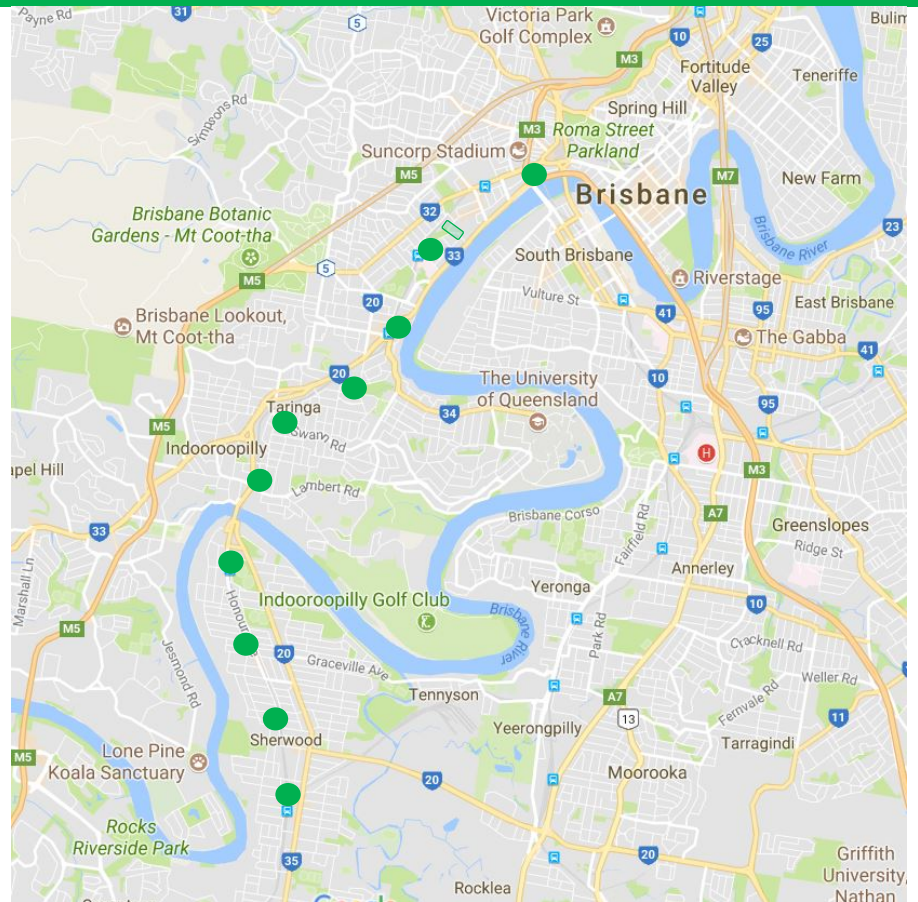 Payne Rd
31
5
Victoria Park
Golf Complex
10
25
Bulim
M3
Fortitude
Valley
Teneriffe
Simpsons Rd
Spring Hill
M3
Roma Street
Parkland
Suncorp Stadium
M5
M7
New Farm
Brisbane
Brisbane Botanic
Gardens - Mt Coot-tha
32
33
Brisbane River
23
South Brisbane
5
M5
Riverstage
Vulture St
20
41
95
East Brisbane
Brisbane Lookout,
Mt Coot-tha
The Gabba
41
20
The University
of Queensland
10
Taringa
34
95
Swann Rd
M5
Indooroopilly
H
apel Hill
M3
Lambert Rd
Brisbane Corso
A7
33
Fairfield Rd
Greenslopes
Ridge St
Marshall Ln
Annerley
Yeronga
Indooroopilly Golf Club
Honour
10
M5
Brisbane
River
Park Rd
Cracknell Rd
Jesmond Rd
20
Graceville Ave
Weller Rd
Tennyson
A7
Fernvale Rd
13
11
Yeerongpilly
Sherwood
Tarragindi
M5
Lone Pine
Koala Sanctuary
20
Moorooka
Rocks
Riverside Park
35
20
Griffith
University,
Nathan
Rocklea